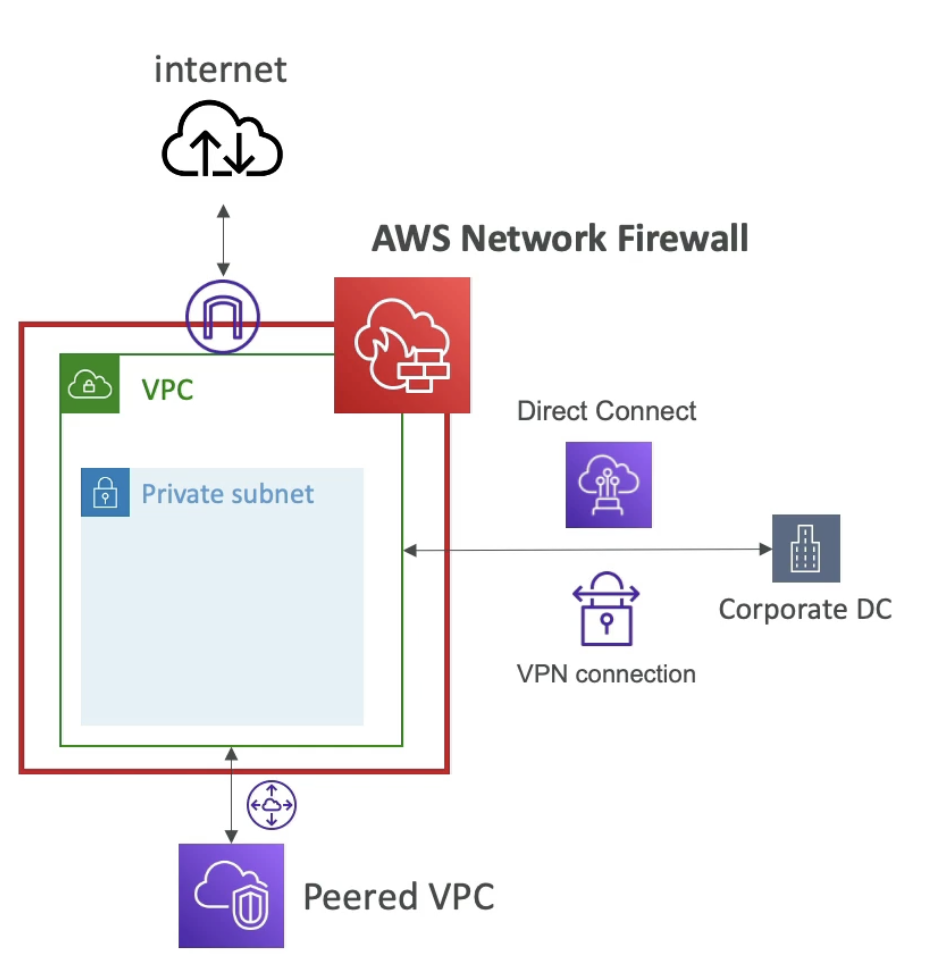 internet
AWS Network Firewall
VPC
Direct Connect
Private subnet
Corporate DC
VPN connection
Peered VPC